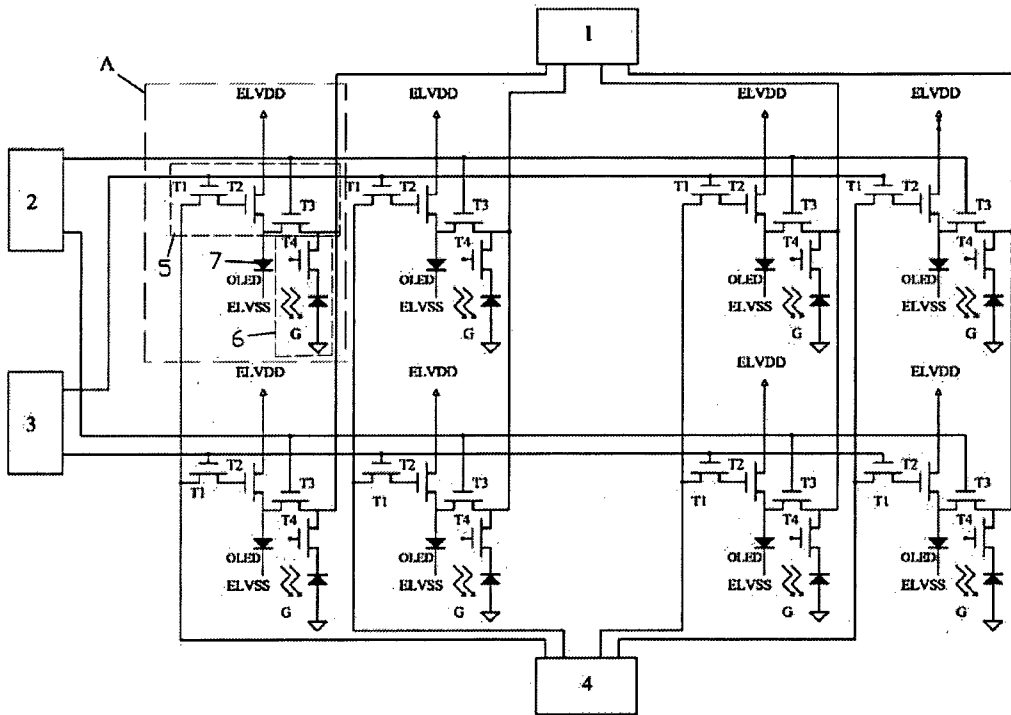 1
A
ELVDD ELVDD ELVDD ELVDD
2
T1 T2 T1 T2 T1 T2 T1 T2
T3 T3 T3 T3
5 7 T4 T4 T4 T4
OLED OLED OLED OLED
ELVSS ELVSS ELVSS ELVSS
6 G G G G
ELVDD ELVDD ELVDD ELVDD
3
T2 T2 T2 T2
T1 T3 T1 T3 T1 T3 T1 T3
T4 T4 T4 T4
OLED OLED OLED OLED
ELVSS ELVSS ELVSS ELVSS
G G G G
4